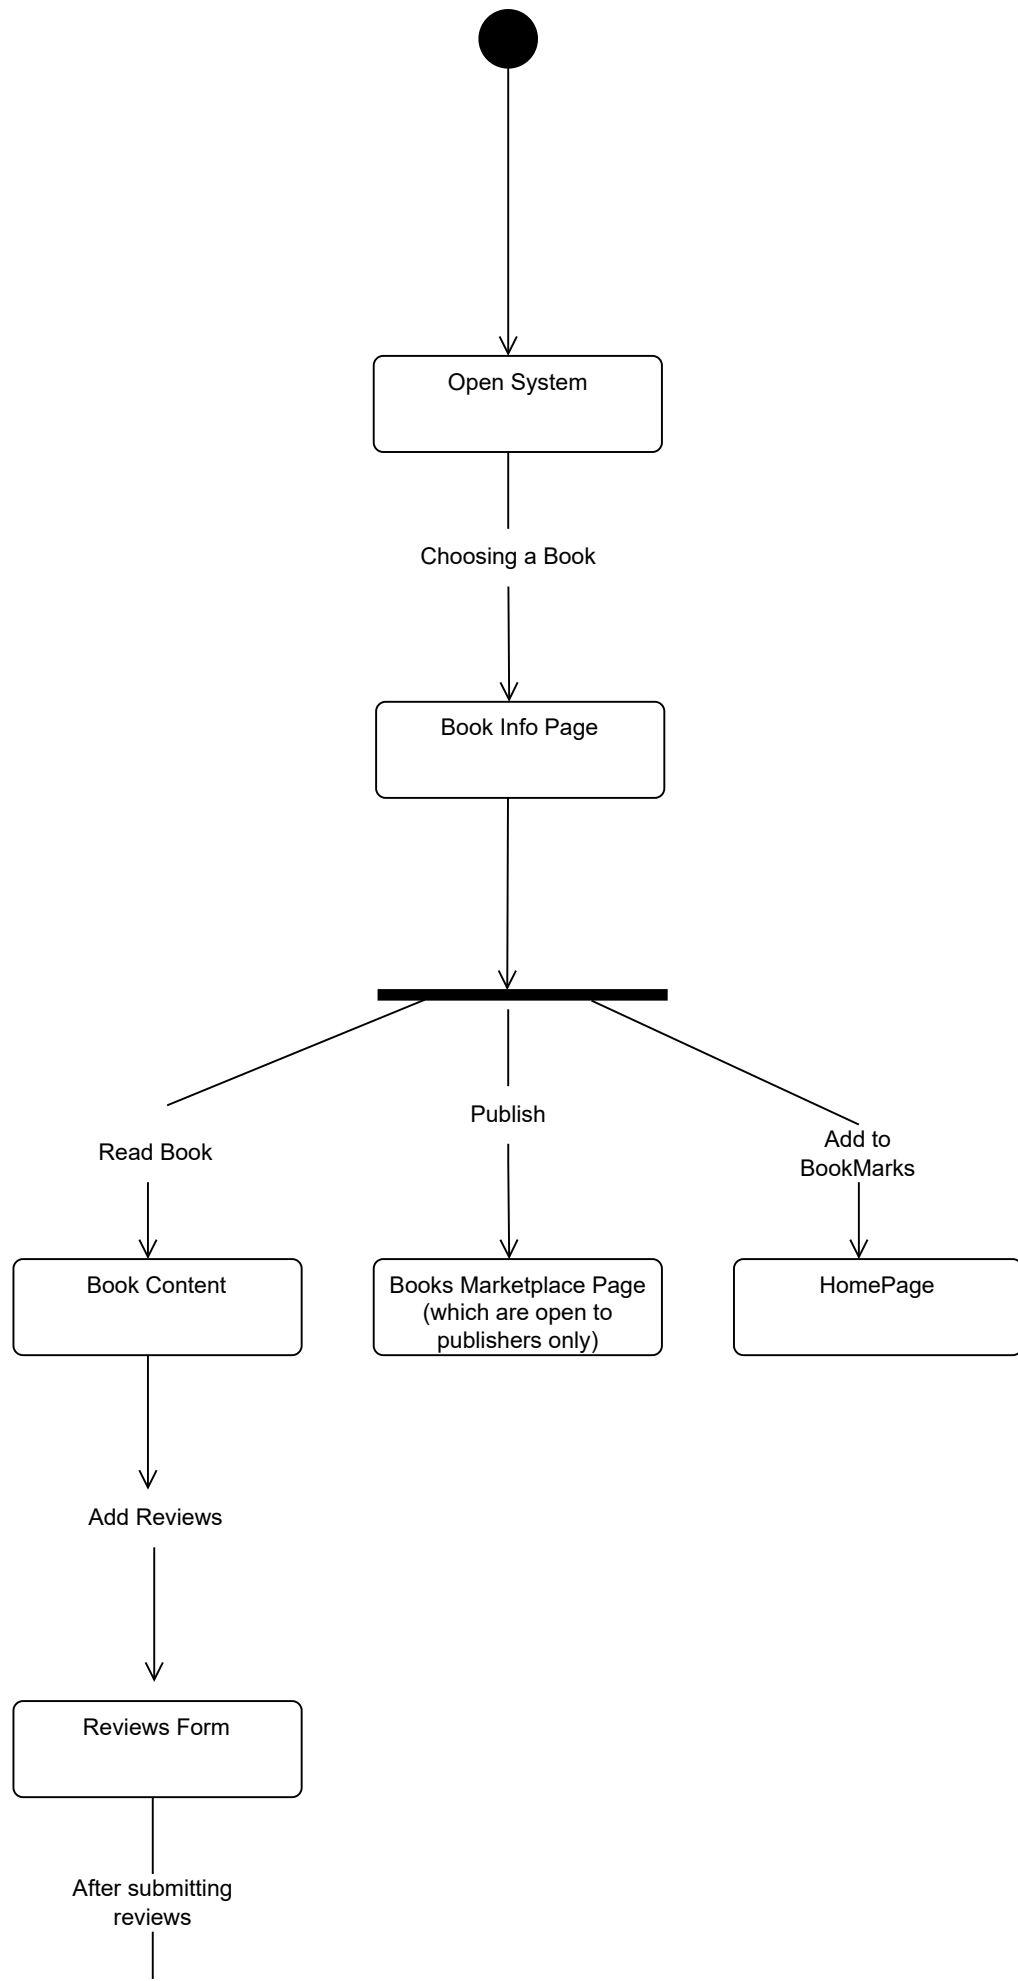 Open System
Choosing a Book
Book Info Page
Publish
Read Book
Add to
BookMarks
Book Content
Books Marketplace Page
(which are open to
publishers only)
HomePage
Add Reviews
Reviews Form
After submitting
reviews